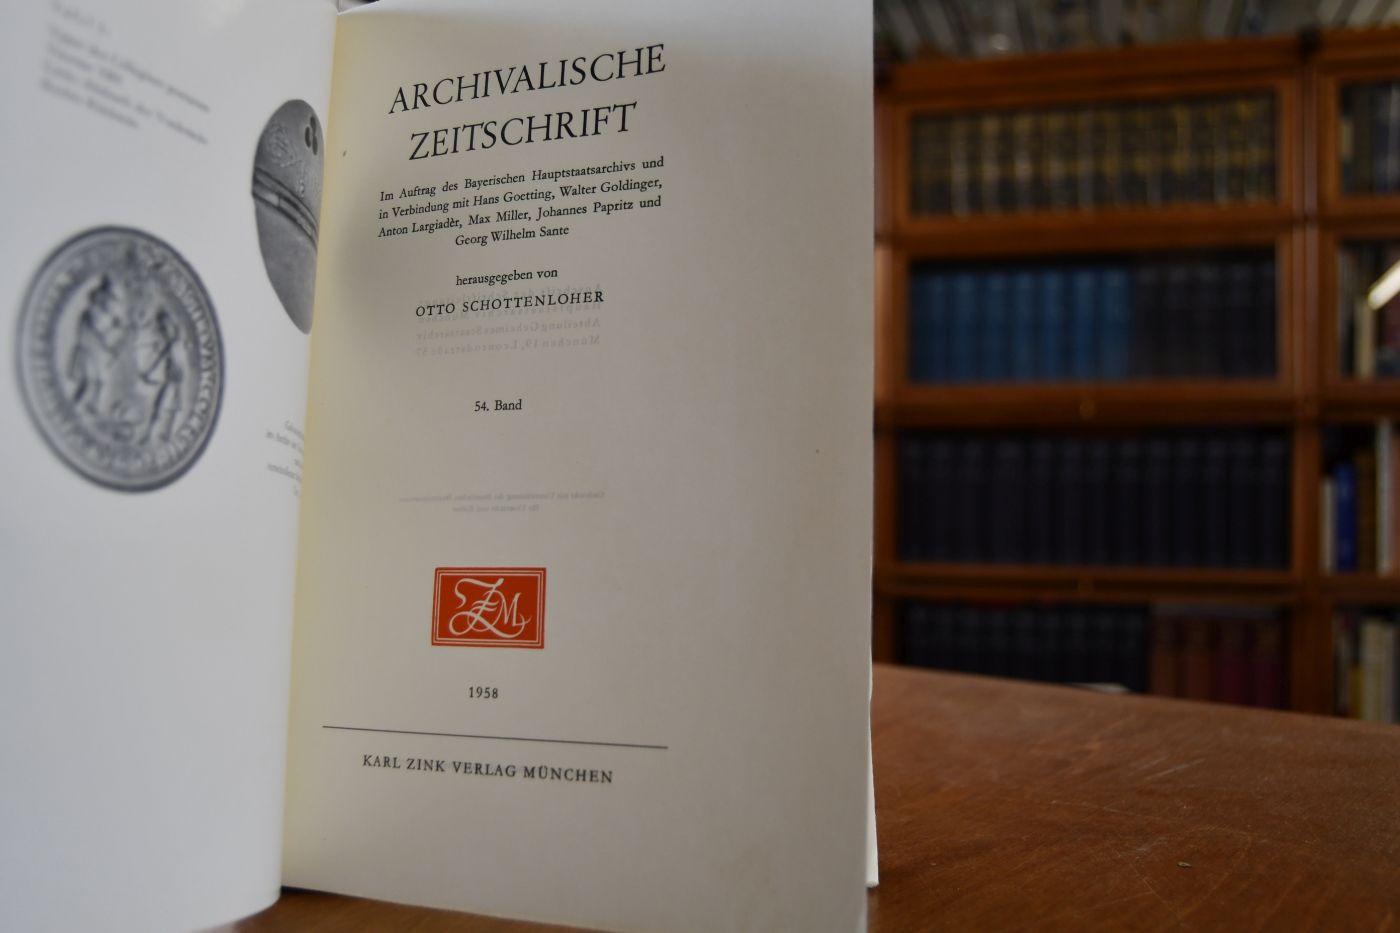 ARCHIVALISCHE
ZEITSCHRIFT
Im Auftrag des Bayerischen Hauptstaatsarchivs und
in Verbindung mit Hans Goetting, Walter Goldinger,
Anton Largiadèr, Max Miller, Johannes Papritz und
Georg Wilhelm Sante
herausgegeben von
OTTO SCHOTTENLOHER
54. Band
ZM
1958
KARL ZINK VERLAG MÜNCHEN